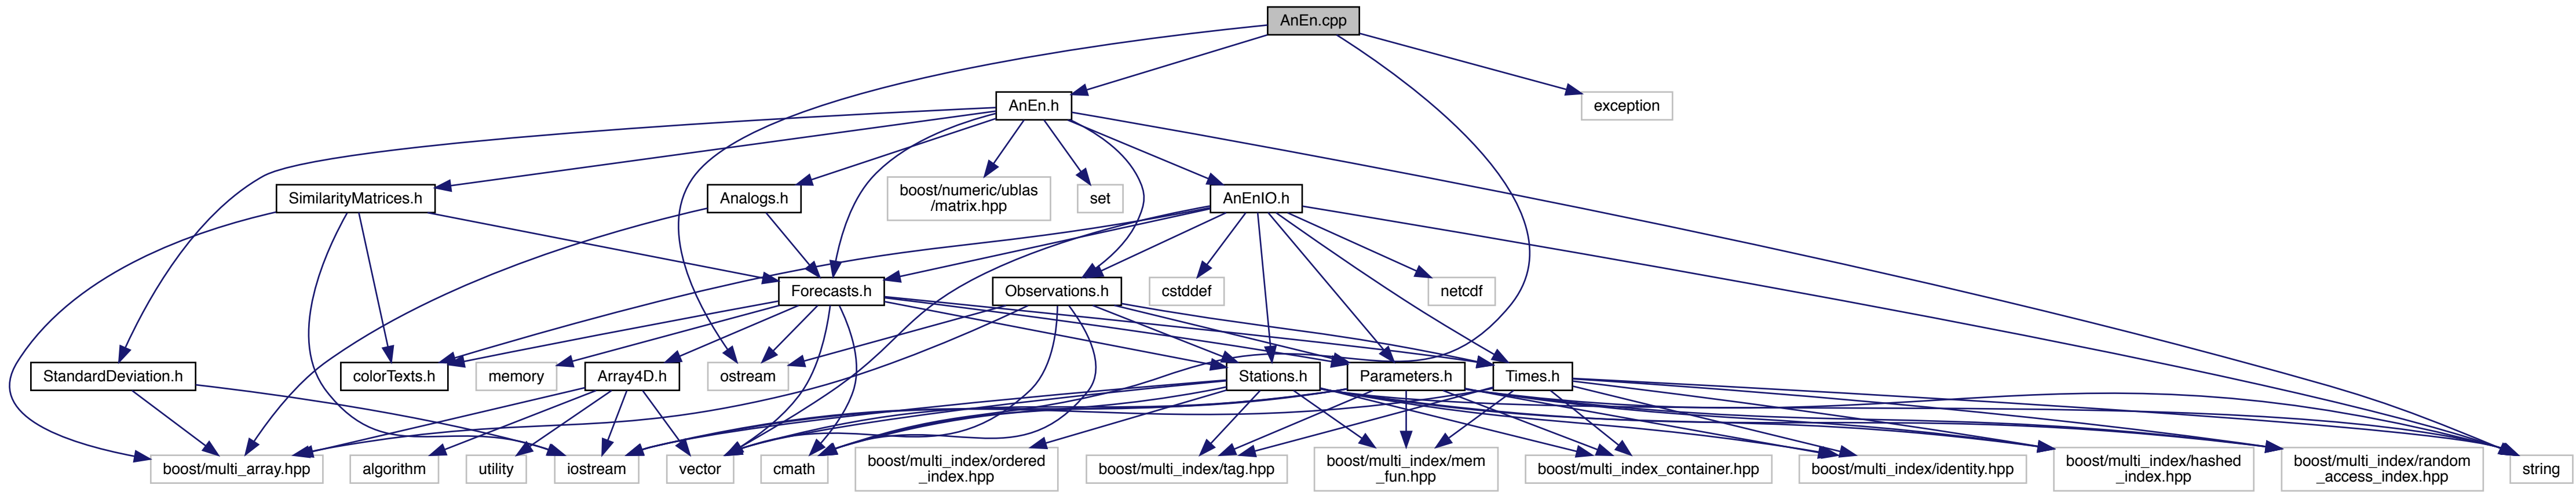 AnEn.cpp
AnEn.h
exception
SimilarityMatrices.h
Analogs.h
boost/numeric/ublas
/matrix.hpp
set
AnEnIO.h
Forecasts.h
Observations.h
cstddef
netcdf
StandardDeviation.h
colorTexts.h
memory
Array4D.h
ostream
Stations.h
Parameters.h
Times.h
boost/multi_array.hpp
algorithm
utility
iostream
vector
cmath
boost/multi_index/ordered
_index.hpp
boost/multi_index/tag.hpp
boost/multi_index/mem
_fun.hpp
boost/multi_index_container.hpp
boost/multi_index/identity.hpp
boost/multi_index/hashed
_index.hpp
boost/multi_index/random
_access_index.hpp
string